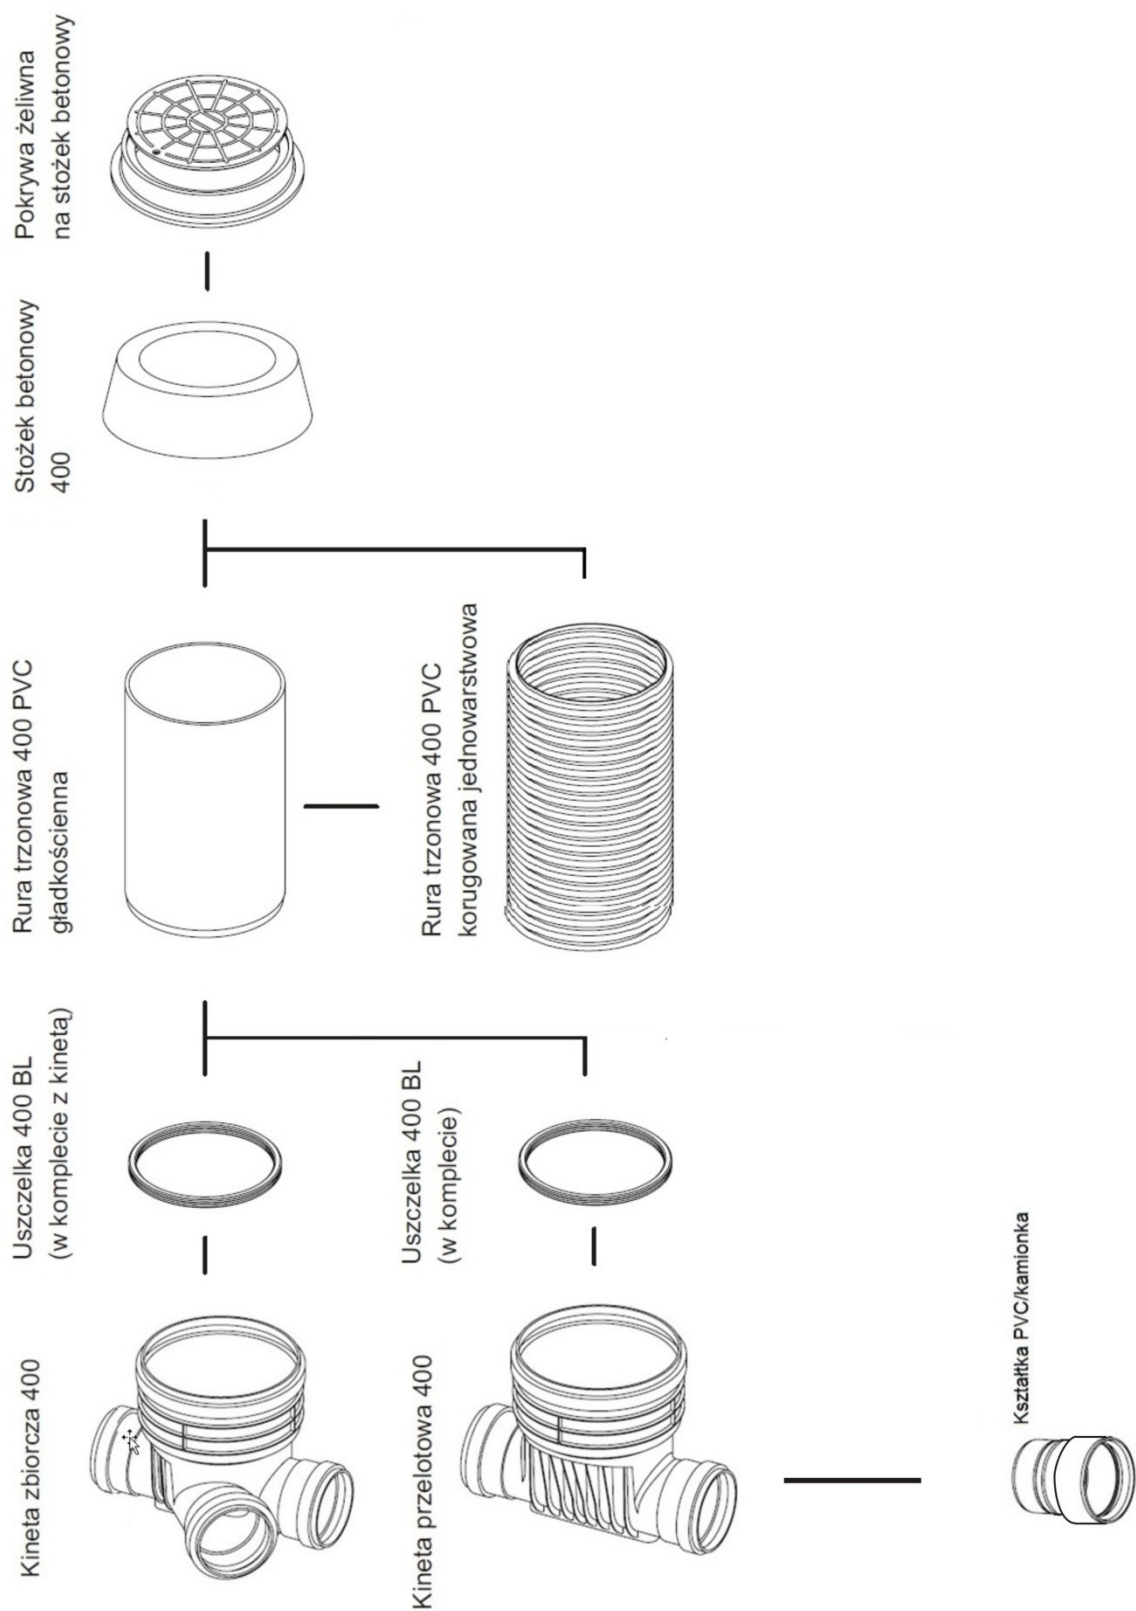 Pokrywa żeliwna
na stożek betonowy
Stożek betonowy
400
Rura trzonowa 400 PVC
gładkościenna
Rura trzonowa 400 PVC
korugowana jednowarstwowa
Uszczelka 400 BL
(w komplecie z kinetą)
Uszczelka 400 BL
(w komplecie)
Kineta zbiorcza 400
Kineta przelotowa 400
Kształtka PVC/kamionka